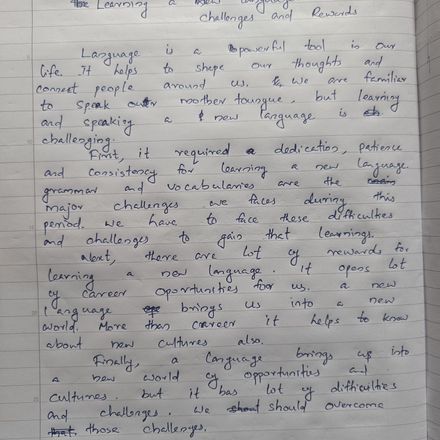 Learning a New Language
challenges and Rewards
Language is a powerful tool in our
life. It helps to shepe our thoughts and
connect people around us. we are familiar
to speak our mother toungue, but learning
and speaking a new language is
challenging.
First, it required dedication, patience
and consistency for learning a new language.
grammar and vocabularies are the
major challenges we faces during this
period. we have to face these difficulties
and challenges to gain that learnings.
Next, there are lot of rewards for
learning a new language. It opens lot
of career oportunities for us. a new
language brings us into a new
world. More than career it helps to know
about new cultures also.
Finally, a language brings us into
a new world of opportunities and
cultures. but it has lot of difficulties
and challenges. we should overcome
those challenges.